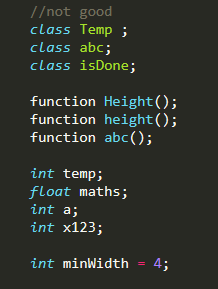 //not good
class Temp ;
class abc;
class isDone;
function Height();
function height();
function abc();
int temp;
float maths;
int a;
int x123;
int minWidth = 4;